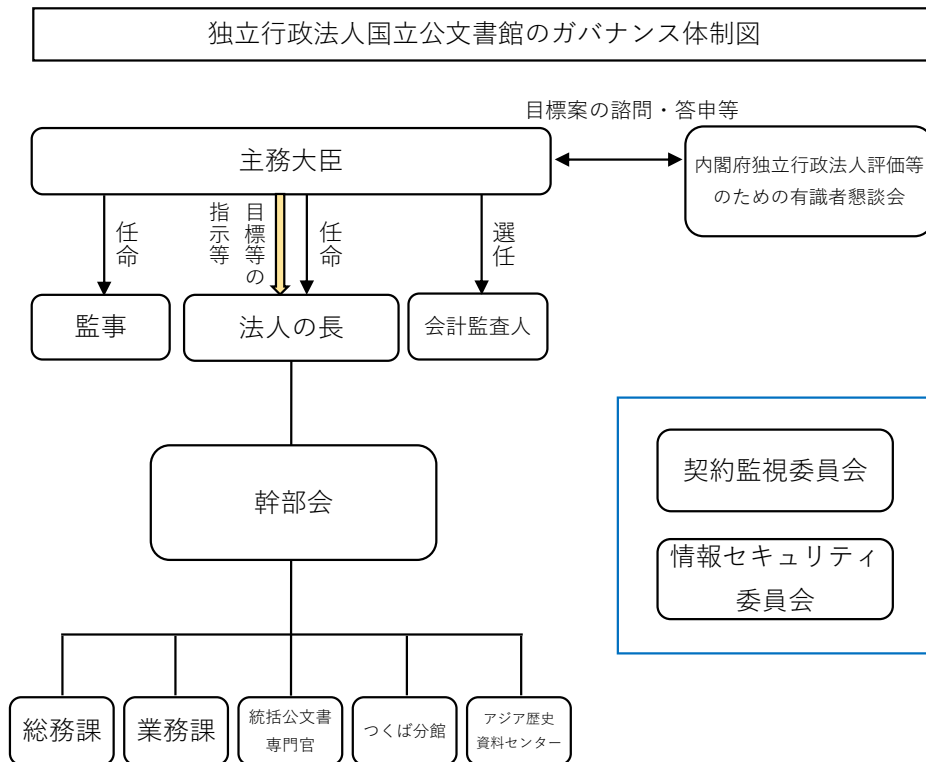 独立行政法人国立公文書館のガバナンス体制図
目標案の諮問・答申等
主務大臣
内閣府独立行政法人評価等
のための有識者懇談会
任命
目標等の
指示等
任命
選任
監事
法人の長
会計監査人
幹部会
契約監視委員会
情報セキュリティ
委員会
総務課
業務課
統括公文書
専門官
つくば分館
アジア歴史
資料センター